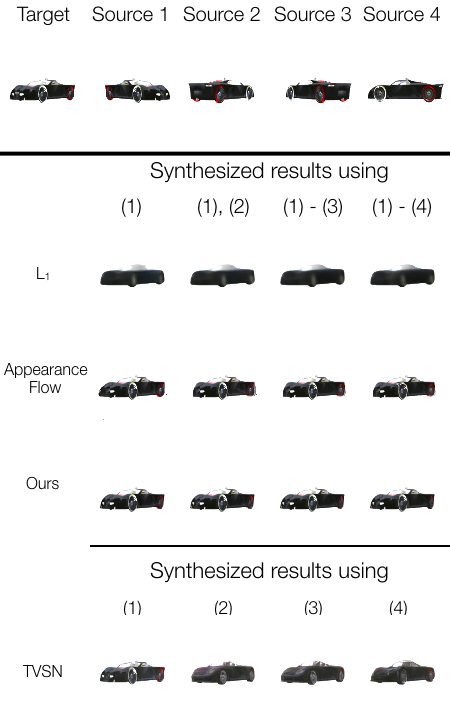 Target Source 1 Source 2 Source 3 Source 4
Synthesized results using
(1) (1), (2) (1) - (3) (1) - (4)
L₁
Appearance
Flow
Ours
Synthesized results using
(1) (2) (3) (4)
TVSN